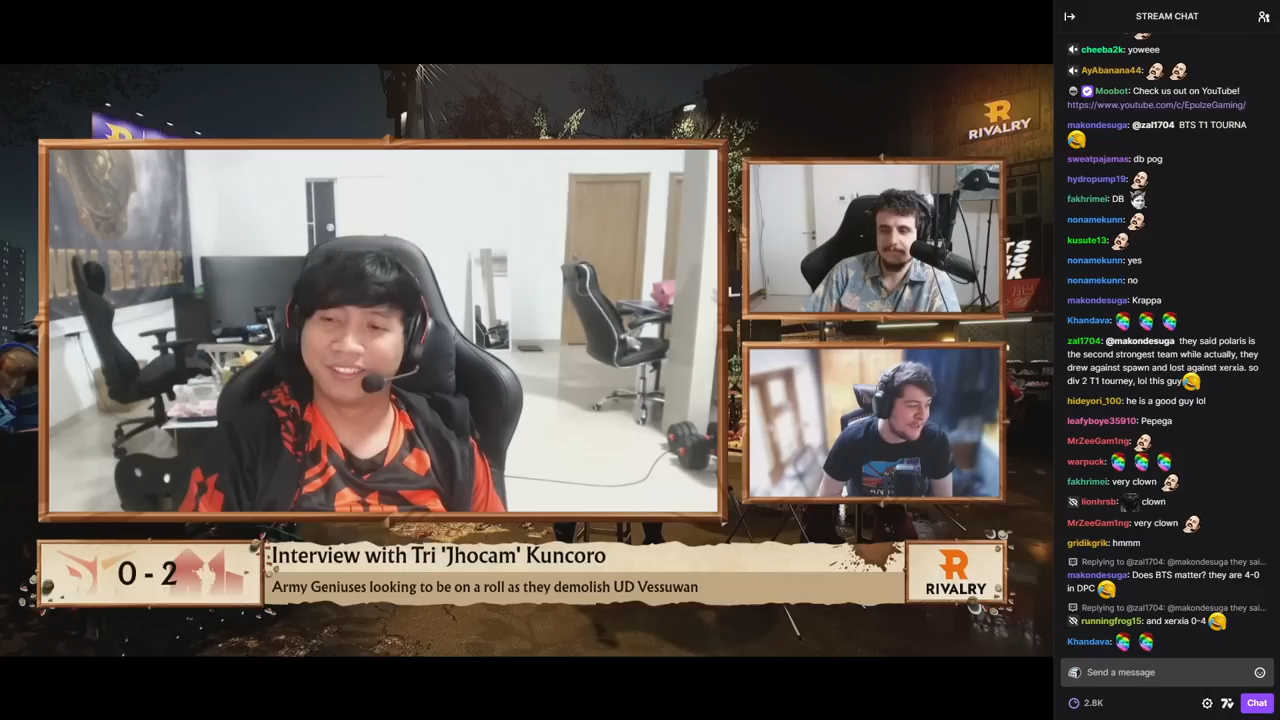 RIVALRY
0 - 2
Interview with Tri 'Jhocam' Kuncoro
Army Geniuses looking to be on a roll as they demolish UD Vessuwan
RIVALRY
STREAM CHAT
cheeba2k: yoweee
AyAbanana44:
Moobot: Check us out on YouTube!
https://www.youtube.com/c/EpulzeGaming/
makondesuga: @zal1704 BTS T1 TOURNA
sweatpajamas: db pog
hydropump19:
fakhrimei: DB
nonamekunn:
kusute13:
nonamekunn: yes
nonamekunn: no
makondesuga: Krappa
Khandava:
zal1704: @makondesuga they said polaris is
the second strongest team while actually, they
drew against spawn and lost against xerxia. so
div 2 T1 tourney, lol this guy
hideyori_100: he is a good guy lol
leafyboye35910: Pepega
MrZeeGam1ng:
warpuck:
fakhrimei: very clown
lionhrsb: clown
MrZeeGam1ng: very clown
gridikgrik: hmmm
Replying to @zal1704: @makondesuga they sai...
makondesuga: Does BTS matter? they are 4-0
in DPC
Replying to @zal1704: @makondesuga they sai...
runningfrog15: and xerxia 0-4
Khandava:
Send a message
2.8K
Chat